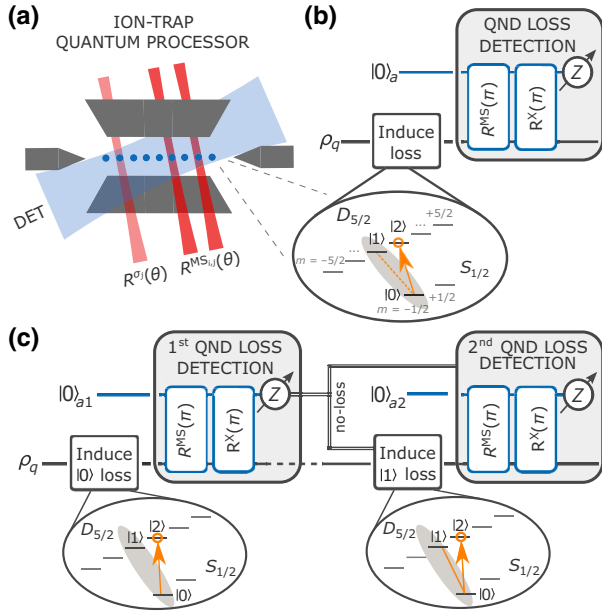 (a)
ION-TRAP
QUANTUM PROCESSOR
DET
R^σj(θ)
R^MSi,j(θ)
(b)
QND LOSS
DETECTION
|0⟩a
R^MS(π)
R^X(π)
Z
ρq
Induce
loss
D5/2
|2⟩
+5/2
...
|1⟩
...
m = −5/2
S1/2
|0⟩
+1/2
m = −1/2
(c)
1st QND LOSS
DETECTION
|0⟩a1
R^MS(π)
R^X(π)
Z
no-loss
2nd QND LOSS
DETECTION
|0⟩a2
R^MS(π)
R^X(π)
Z
ρq
Induce
|0⟩ loss
Induce
|1⟩ loss
D5/2
|2⟩
|1⟩
S1/2
|0⟩
D5/2
|2⟩
|1⟩
S1/2
|0⟩